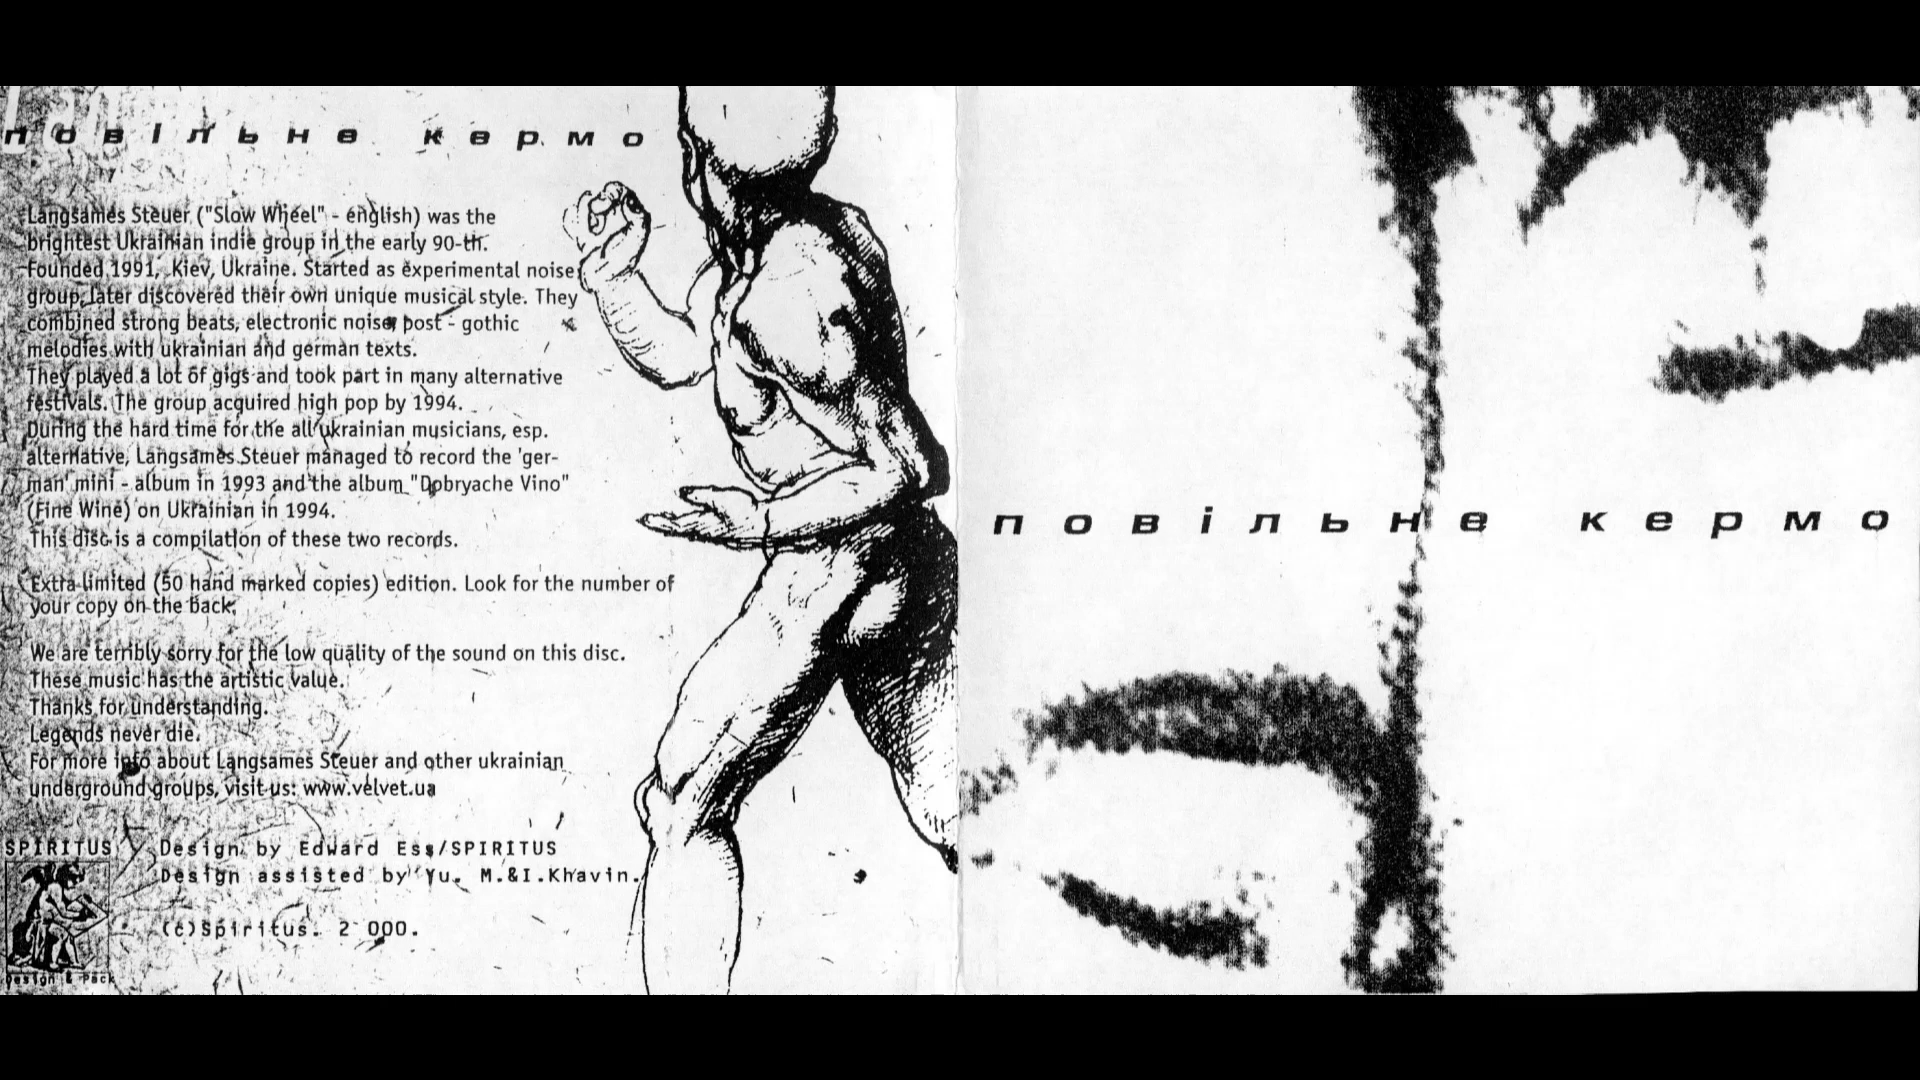 повільне кермо
Langsames Steuer ("Slow Wheel" - english) was the
brightest Ukrainian indie group in the early 90-th.
Founded 1991, Kiev, Ukraine. Started as experimental noise
group, later discovered their own unique musical style. They
combined strong beats, electronic noise, post - gothic
melodies with ukrainian and german texts.
They played a lot of gigs and took part in many alternative
festivals. The group acquired high pop by 1994.
During the hard time for the all ukrainian musicians, esp.
alternative, Langsames Steuer managed to record the 'ger-
man' mini - album in 1993 and the album "Dobryache Vino"
(Fine Wine) on Ukrainian in 1994.
This disc is a compilation of these two records.
Extra limited (50 hand marked copies) edition. Look for the number of
your copy on the back.
We are terribly sorry for the low quality of the sound on this disc.
These music has the artistic value.
Thanks for understanding.
Legends never die.
For more info about Langsames Steuer and other ukrainian
underground groups, visit us: www.velvet.ua
SPIRITUS
Design by Edward Ess/SPIRITUS
Design assisted by Yu. M.&I.Khavin.
(c)Spiritus. 2 000.
Design & Pack
повільне кермо